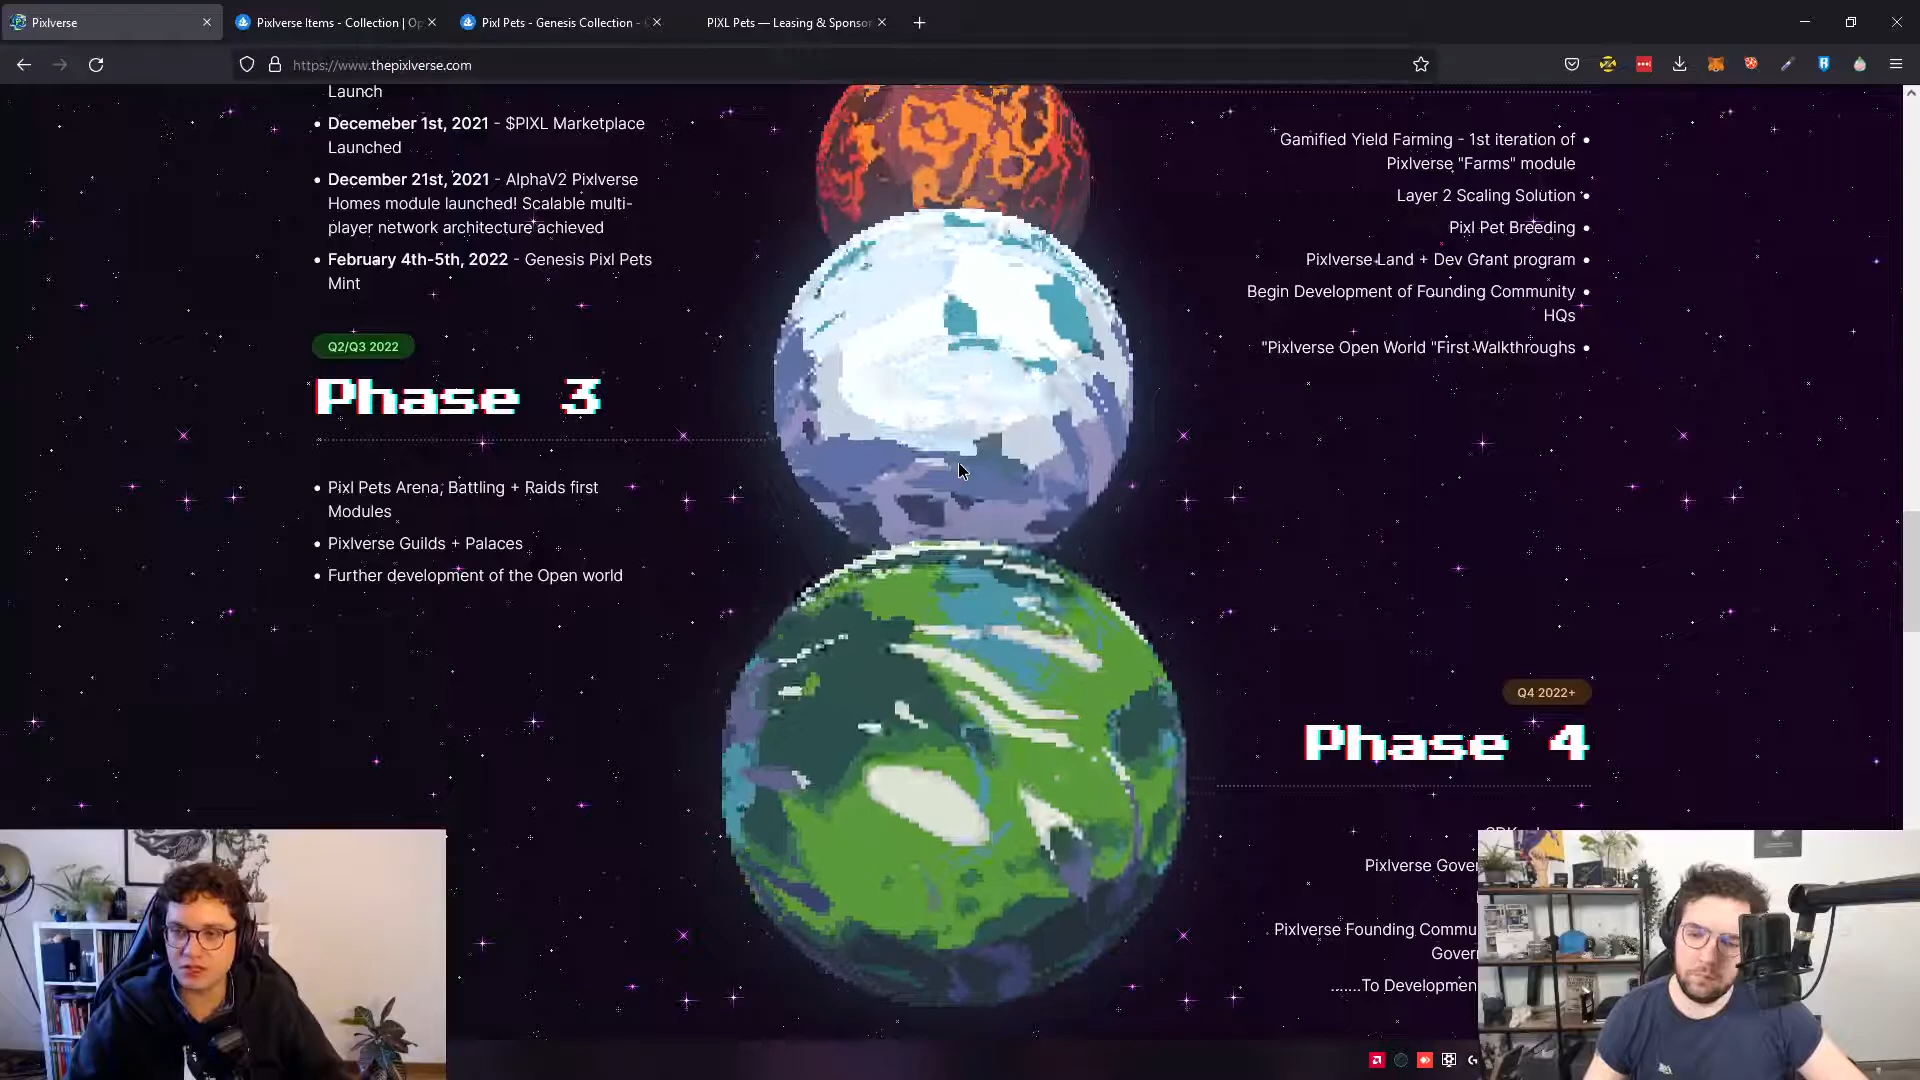 Pixlverse
Pixlverse Items - Collection | Op
Pixl Pets - Genesis Collection -
PIXL Pets — Leasing & Sponsor
https://www.thepixlverse.com
Launch
Decemeber 1st, 2021 - $PIXL Marketplace
Launched
December 21st, 2021 - AlphaV2 Pixlverse
Homes module launched! Scalable multi-
player network architecture achieved
February 4th-5th, 2022 - Genesis Pixl Pets
Mint
Q2/Q3 2022
Phase 3
Pixl Pets Arena, Battling + Raids first
Modules
Pixlverse Guilds + Palaces
Further development of the Open world
Gamified Yield Farming - 1st iteration of
Pixlverse "Farms" module
Layer 2 Scaling Solution
Pixl Pet Breeding
Pixlverse Land + Dev Grant program
Begin Development of Founding Community
HQs
"Pixlverse Open World "First Walkthroughs
Q4 2022+
Phase 4
Pixlverse Gover
Pixlverse Founding Commu
Gover
.......To Developmen